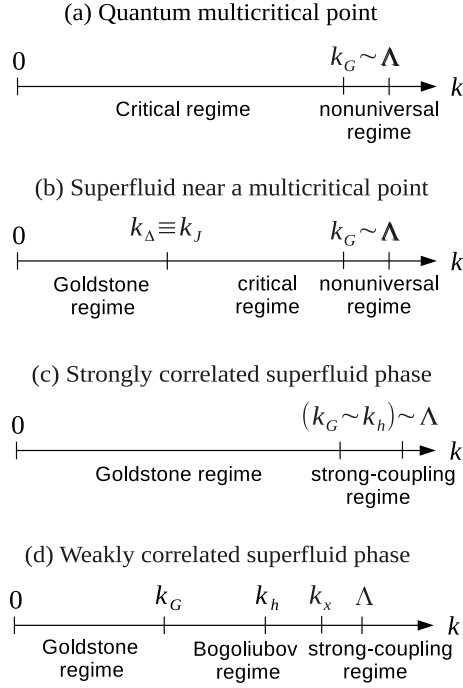 (a) Quantum multicritical point
0
k_G ~ Λ
k
Critical regime
nonuniversal
regime
(b) Superfluid near a multicritical point
0
k_Δ ≡ k_J
k_G ~ Λ
k
Goldstone
regime
critical
regime
nonuniversal
regime
(c) Strongly correlated superfluid phase
0
(k_G ~ k_h) ~ Λ
k
Goldstone regime
strong-coupling
regime
(d) Weakly correlated superfluid phase
0 k_G k_h k_x Λ
k
Goldstone
regime
Bogoliubov
regime
strong-coupling
regime